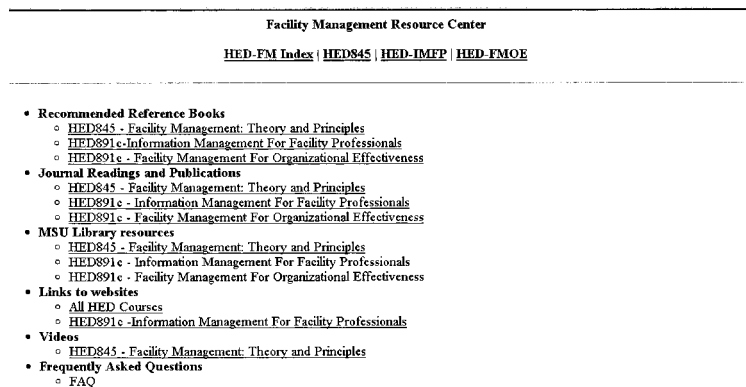 Facility Management Resource Center
HED-FM Index | HED845 | HED-IMFP | HED-FMOE
• Recommended Reference Books
○ HED845 - Facility Management: Theory and Principles
○ HED891c-Information Management For Facility Professionals
○ HED891c - Facility Management For Organizational Effectiveness
• Journal Readings and Publications
○ HED845 - Facility Management: Theory and Principles
○ HED891c - Information Management For Facility Professionals
○ HED891c - Facility Management For Organizational Effectiveness
• MSU Library resources
○ HED845 - Facility Management: Theory and Principles
○ HED891c - Information Management For Facility Professionals
○ HED891c - Facility Management For Organizational Effectiveness
• Links to websites
○ All HED Courses
○ HED891c -Information Management For Facility Professionals
• Videos
○ HED845 - Facility Management: Theory and Principles
• Frequently Asked Questions
○ FAQ